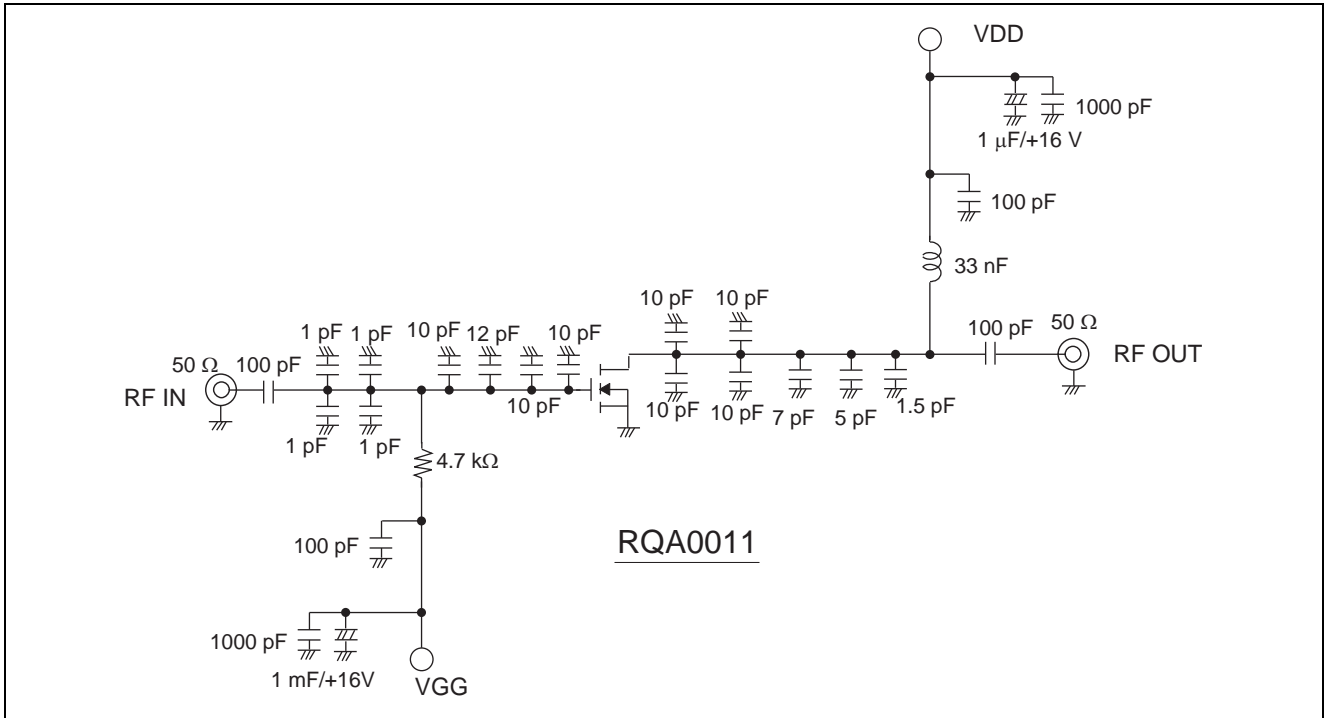 VDD
1000 pF
1 μF/+16 V
100 pF
33 nF
10 pF 10 pF
1 pF 1 pF 10 pF 12 pF 10 pF
100 pF 50 Ω
50 Ω 100 pF
RF OUT
RF IN
10 pF
10 pF 10 pF 7 pF 5 pF 1.5 pF
1 pF 1 pF
4.7 kΩ
100 pF
RQA0011
1000 pF
1 mF/+16V
VGG